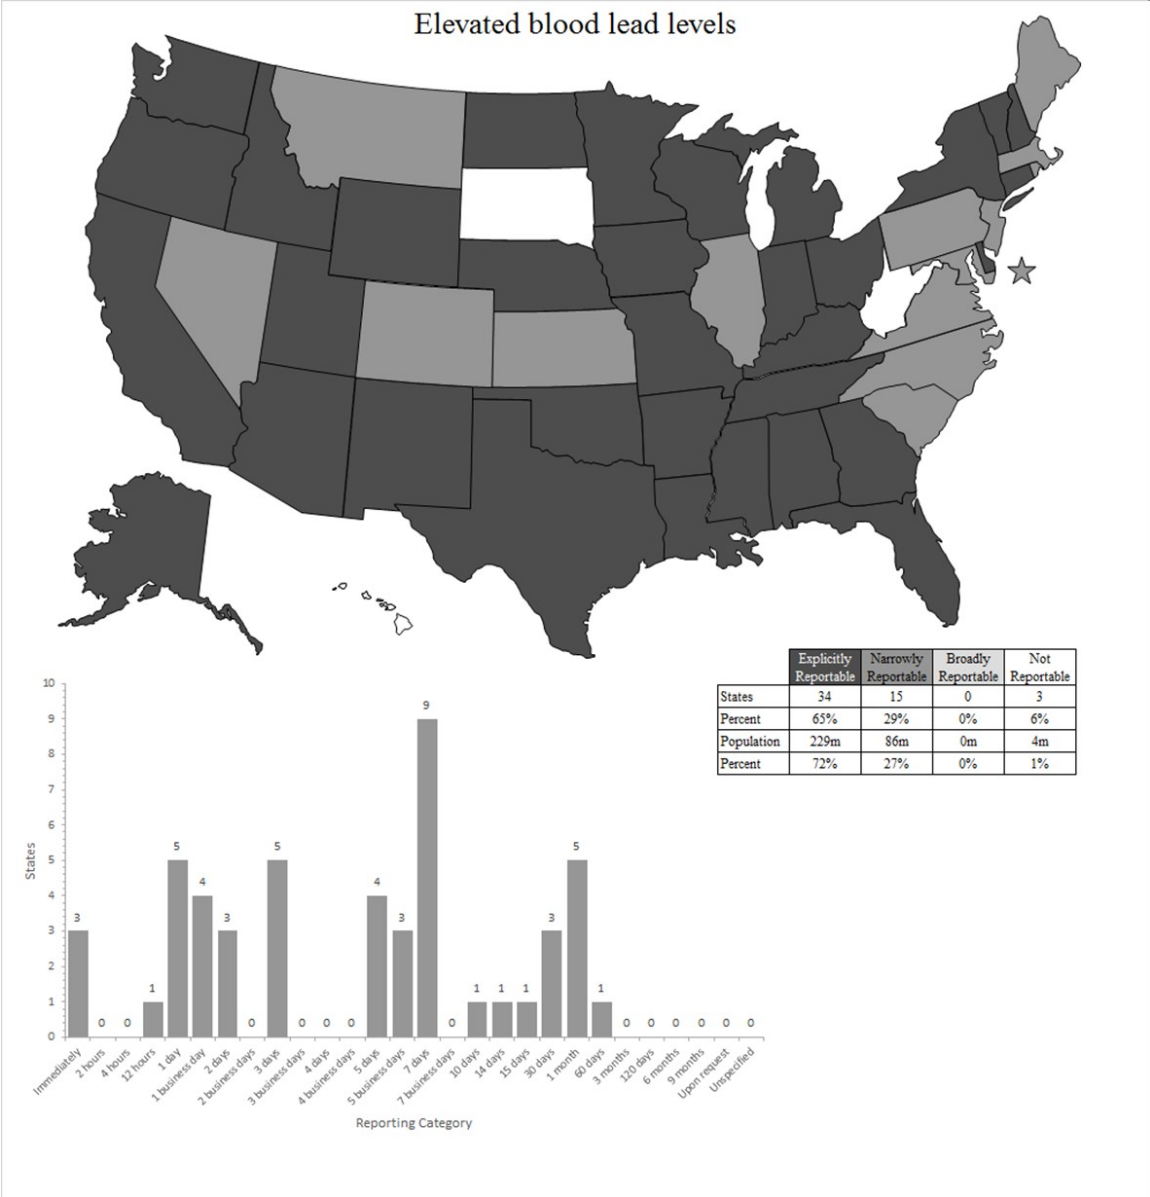 Elevated blood lead levels
Explicitly Reportable Narrowly Reportable Broadly Reportable Not Reportable
States 34 15 0 3
Percent 65% 29% 0% 6%
Population 229m 86m 0m 4m
Percent 72% 27% 0% 1%
States
10
9
8
7
6
5
4
3
2
1
0
3 0 0 1 5 4 3 0 5 0 0 0 4 3 9 0 1 1 1 3 5 1 0 0 0 0 0 0
Immediately
2 hours
4 hours
12 hours
1 day
1 business day
2 days
2 business days
3 days
3 business days
4 days
4 business days
5 days
5 business days
7 days
7 business days
10 days
14 days
15 days
30 days
1 month
60 days
3 months
120 days
6 months
9 months
Upon request
Unspecified
Reporting Category